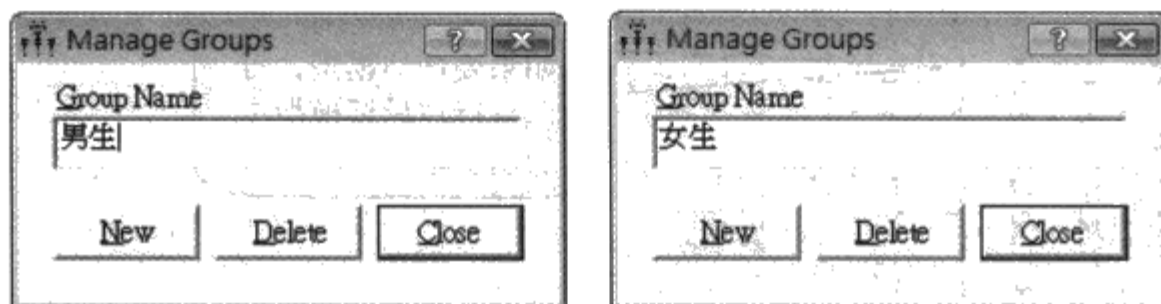 Manage Groups
Group Name
男生
New Delete Close
Manage Groups
Group Name
女生
New Delete Close